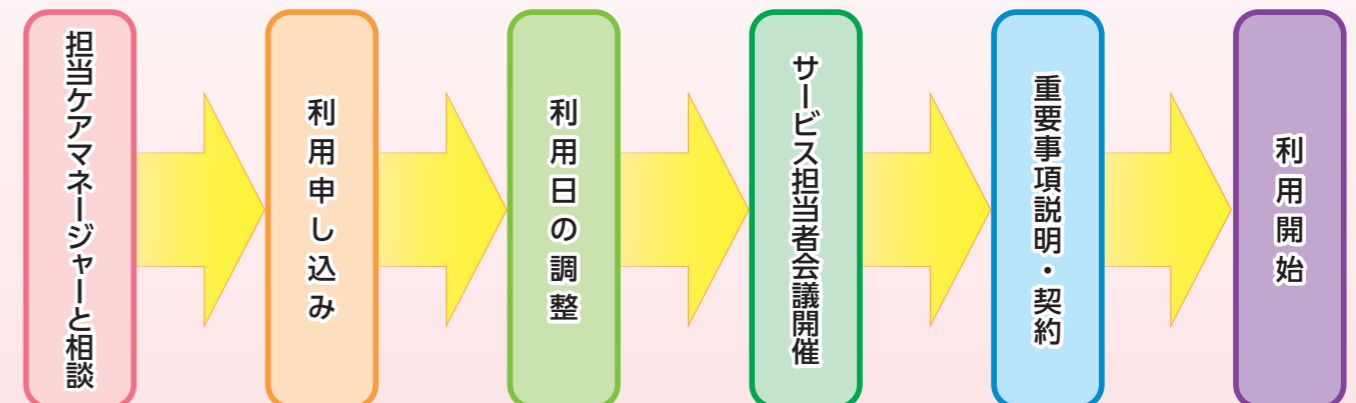 担当ケアマネージャーと相談
利用申し込み
利用日の調整
サービス担当者会議開催
重要事項説明・契約
利用開始